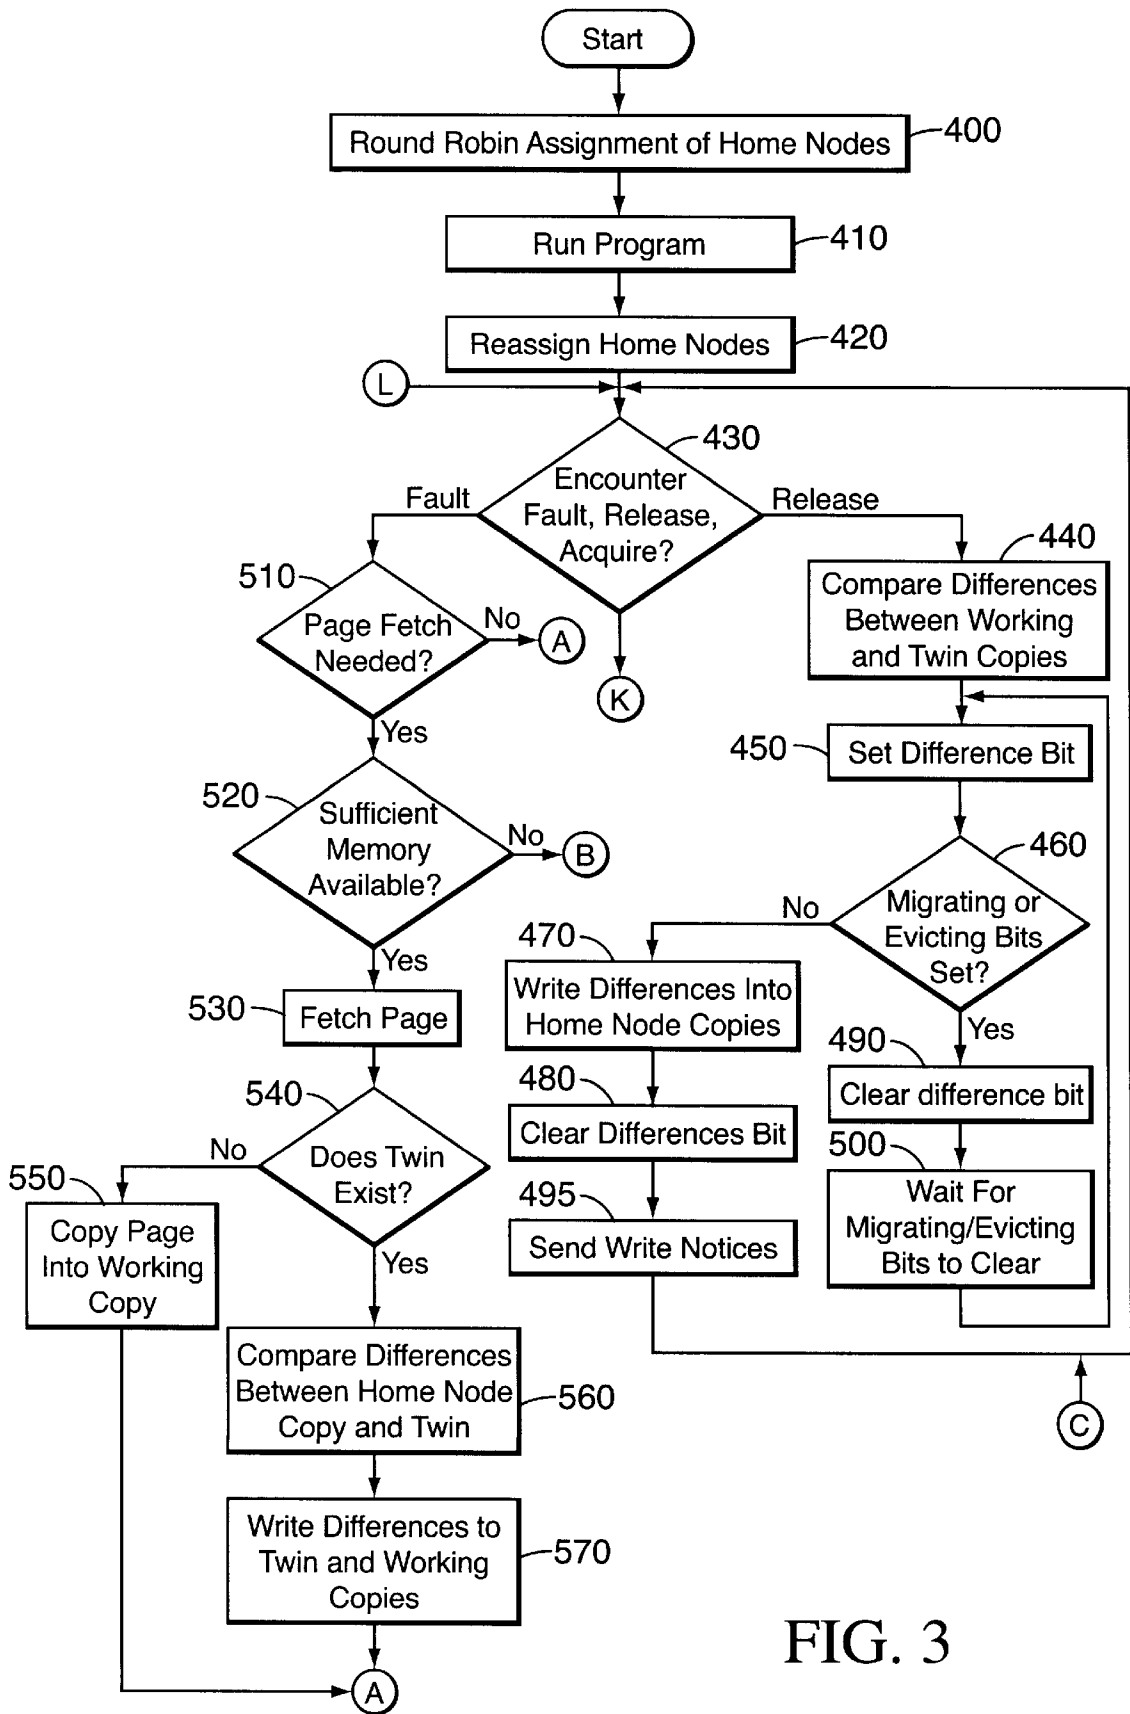 Start
Round Robin Assignment of Home Nodes
400
Run Program
410
Reassign Home Nodes
420
L
430
Encounter
Fault, Release,
Acquire?
Fault
Release
K
440
Compare Differences
Between Working
and Twin Copies
450
Set Difference Bit
460
Migrating or
Evicting Bits
Set?
No
Yes
470
Write Differences Into
Home Node Copies
480
Clear Differences Bit
495
Send Write Notices
490
Clear difference bit
500
Wait For
Migrating/Evicting
Bits to Clear
C
510
Page Fetch
Needed?
No
A
Yes
520
Sufficient
Memory
Available?
No
B
Yes
530
Fetch Page
540
Does Twin
Exist?
No
Yes
550
Copy Page
Into Working
Copy
Compare Differences
Between Home Node
Copy and Twin
560
Write Differences to
Twin and Working
Copies
570
A
FIG. 3